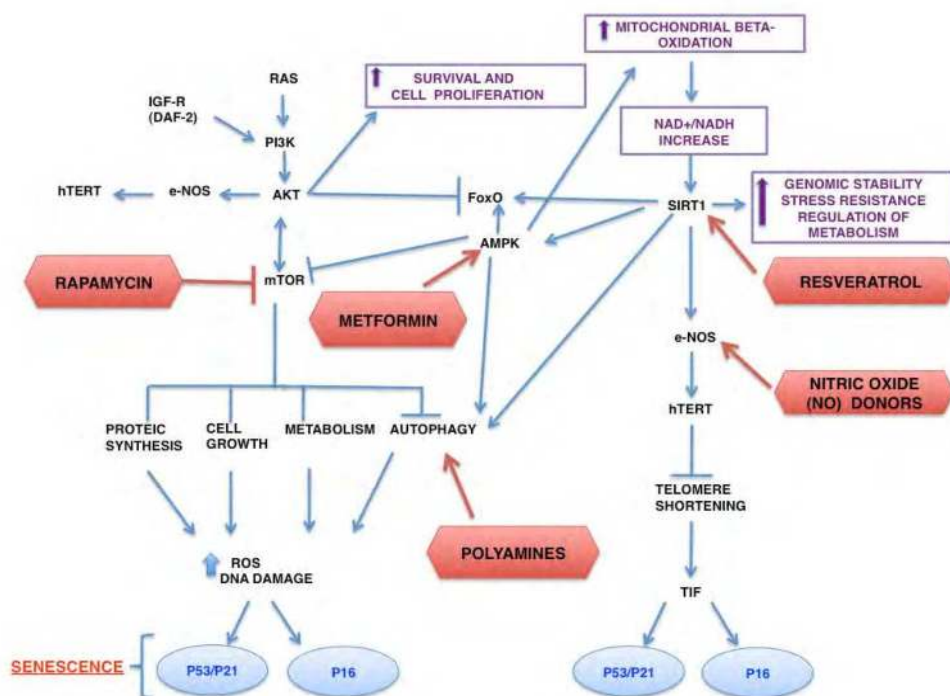 MITOCHONDRIAL BETA-
OXIDATION
RAS
SURVIVAL AND
CELL PROLIFERATION
IGF-R
(DAF-2)
PI3K
NAD+/NADH
INCREASE
hTERT
e-NOS
AKT
FoxO
SIRT1
GENOMIC STABILITY
STRESS RESISTANCE
REGULATION OF
METABOLISM
AMPK
RAPAMYCIN
mTOR
METFORMIN
RESVERATROL
e-NOS
NITRIC OXIDE
(NO) DONORS
hTERT
PROTEIC
SYNTHESIS
CELL
GROWTH
METABOLISM
AUTOPHAGY
TELOMERE
SHORTENING
POLYAMINES
ROS
DNA DAMAGE
TIF
SENESCENCE
P53/P21
P16
P53/P21
P16